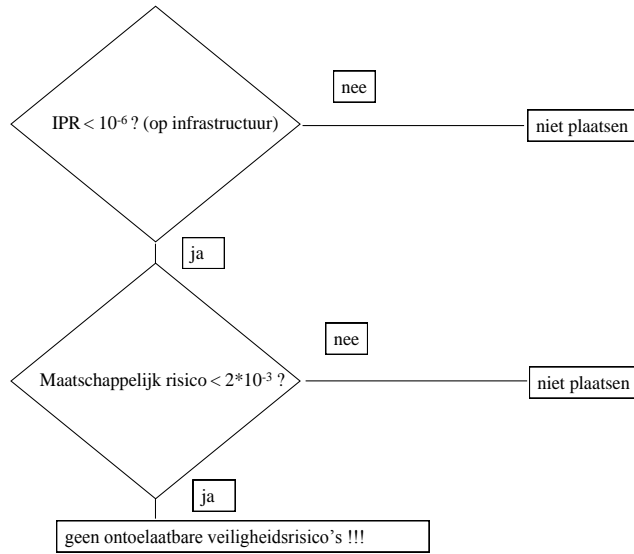 nee
IPR < 10⁻⁶ ? (op infrastructuur)
niet plaatsen
ja
nee
Maatschappelijk risico < 2*10⁻³ ?
niet plaatsen
ja
geen ontoelaatbare veiligheidsrisico's !!!